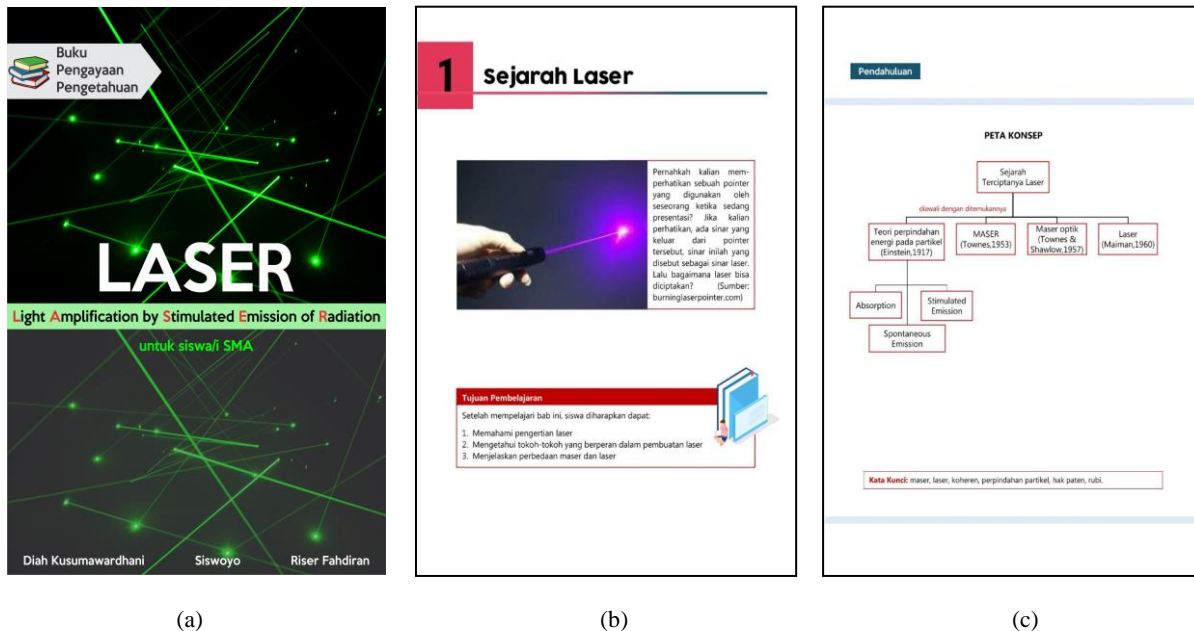 Buku
Pengayaan
Pengetahuan
LASER
Light Amplification by Stimulated Emission of Radiation
untuk siswa/i SMA
Diah Kusumawardhani
Siswoyo
Riser Fahdiran
(a)
1
Sejarah Laser
Pernahkah kalian mem-
perhatikan sebuah pointer
yang digunakan oleh
seseorang ketika sedang
presentasi? Jika kalian
perhatikan, ada sinar yang
keluar dari pointer
tersebut, sinar inilah yang
disebut sebagai sinar laser.
Lalu bagaimana laser bisa
diciptakan? (Sumber:
burninglaserpointer.com)
Tujuan Pembelajaran
Setelah mempelajari bab ini, siswa diharapkan dapat:
1. Memahami pengertian laser
2. Mengetahui tokoh-tokoh yang berperan dalam pembuatan laser
3. Menjelaskan perbedaan maser dan laser
(b)
Pendahuluan
PETA KONSEP
Sejarah
Terciptanya Laser
diawali dengan ditemukannya
Teori perpindahan
energi pada partikel
(Einstein,1917)
MASER
(Townes,1953)
Maser optik
(Townes &
Shawlow,1957)
Laser
(Maiman,1960)
Absorption
Stimulated
Emission
Spontaneous
Emission
Kata Kunci: maser, laser, koheren, perpindahan partikel, hak paten, rubi.
(c)